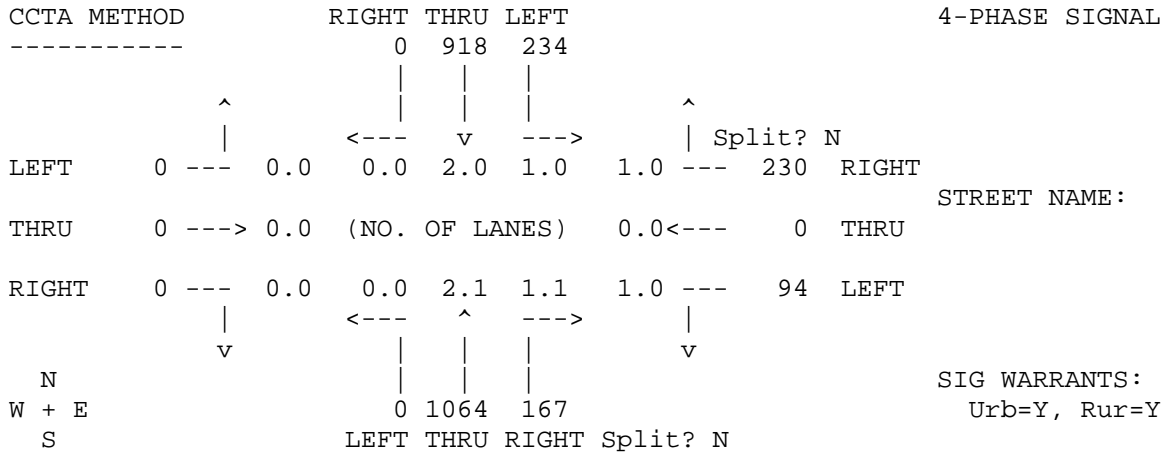 CCTA METHOD RIGHT THRU LEFT 4-PHASE SIGNAL
----------- 0 918 234
| | |
^ | | | ^
| <--- v ---> | Split? N
LEFT 0 --- 0.0 0.0 2.0 1.0 1.0 --- 230 RIGHT
STREET NAME:
THRU 0 ---> 0.0 (NO. OF LANES) 0.0<--- 0 THRU
RIGHT 0 --- 0.0 0.0 2.1 1.1 1.0 --- 94 LEFT
| <--- ^ ---> |
v | | | v
N | | | SIG WARRANTS:
W + E 0 1064 167 Urb=Y, Rur=Y
S LEFT THRU RIGHT Split? N